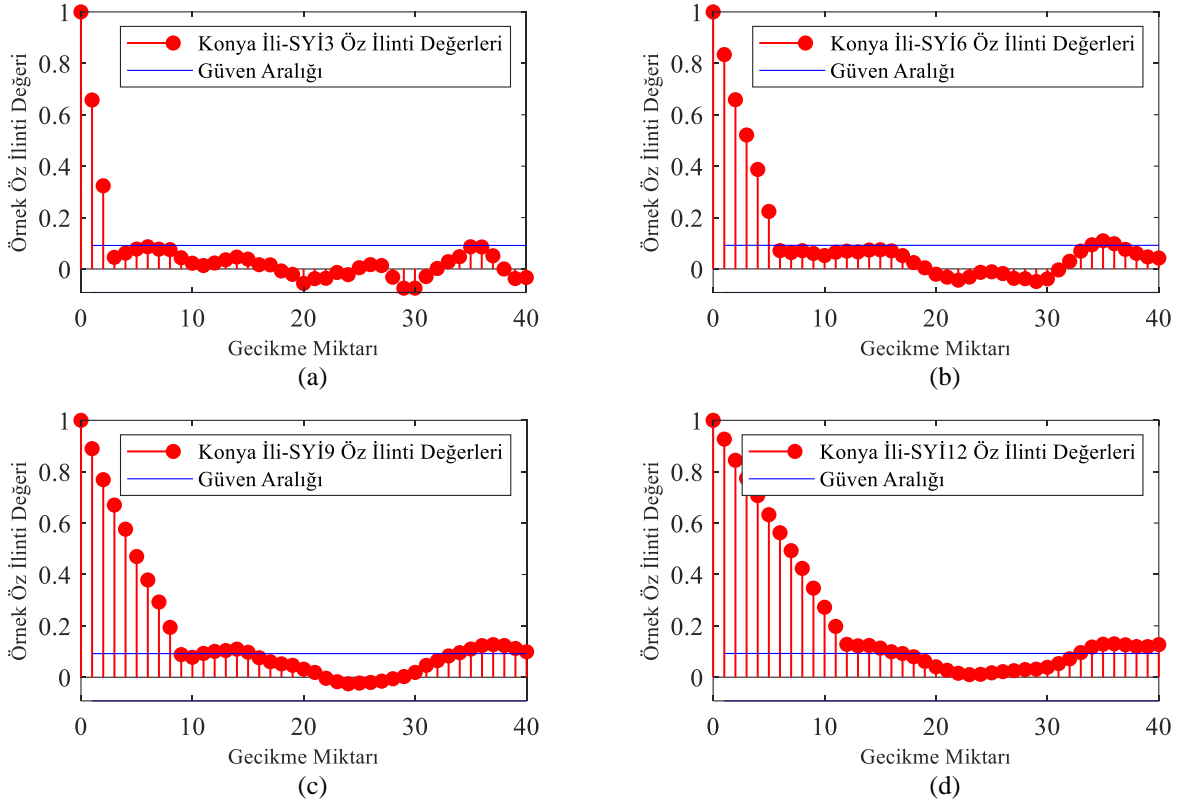 Örnek Öz İlinti Değeri
1
0.8
0.6
0.4
0.2
0
Konya İli-SYİ3 Öz İlinti Değerleri
Güven Aralığı
0 10 20 30 40
Gecikme Miktarı
(a)
Örnek Öz İlinti Değeri
1
0.8
0.6
0.4
0.2
0
Konya İli-SYİ6 Öz İlinti Değerleri
Güven Aralığı
0 10 20 30 40
Gecikme Miktarı
(b)
Örnek Öz İlinti Değeri
1
0.8
0.6
0.4
0.2
0
Konya İli-SYİ9 Öz İlinti Değerleri
Güven Aralığı
0 10 20 30 40
Gecikme Miktarı
(c)
Örnek Öz İlinti Değeri
1
0.8
0.6
0.4
0.2
0
Konya İli-SYİ12 Öz İlinti Değerleri
Güven Aralığı
0 10 20 30 40
Gecikme Miktarı
(d)